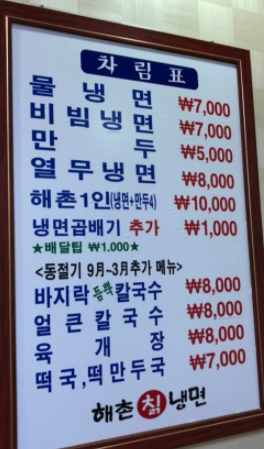 차림표
물냉면 ₩7,000
비빔냉면 ₩7,000
만두 ₩5,000
열무냉면 ₩8,000
해촌1인(냉면+만두4) ₩10,000
냉면곱배기 추가 ₩1,000
★배달팁 ₩1,000★
<동절기 9월~3월추가 메뉴>
바지락등착칼국수 ₩8,000
얼큰칼국수 ₩8,000
육개장 ₩8,000
떡국,떡만두국 ₩7,000
해촌 칡 냉면